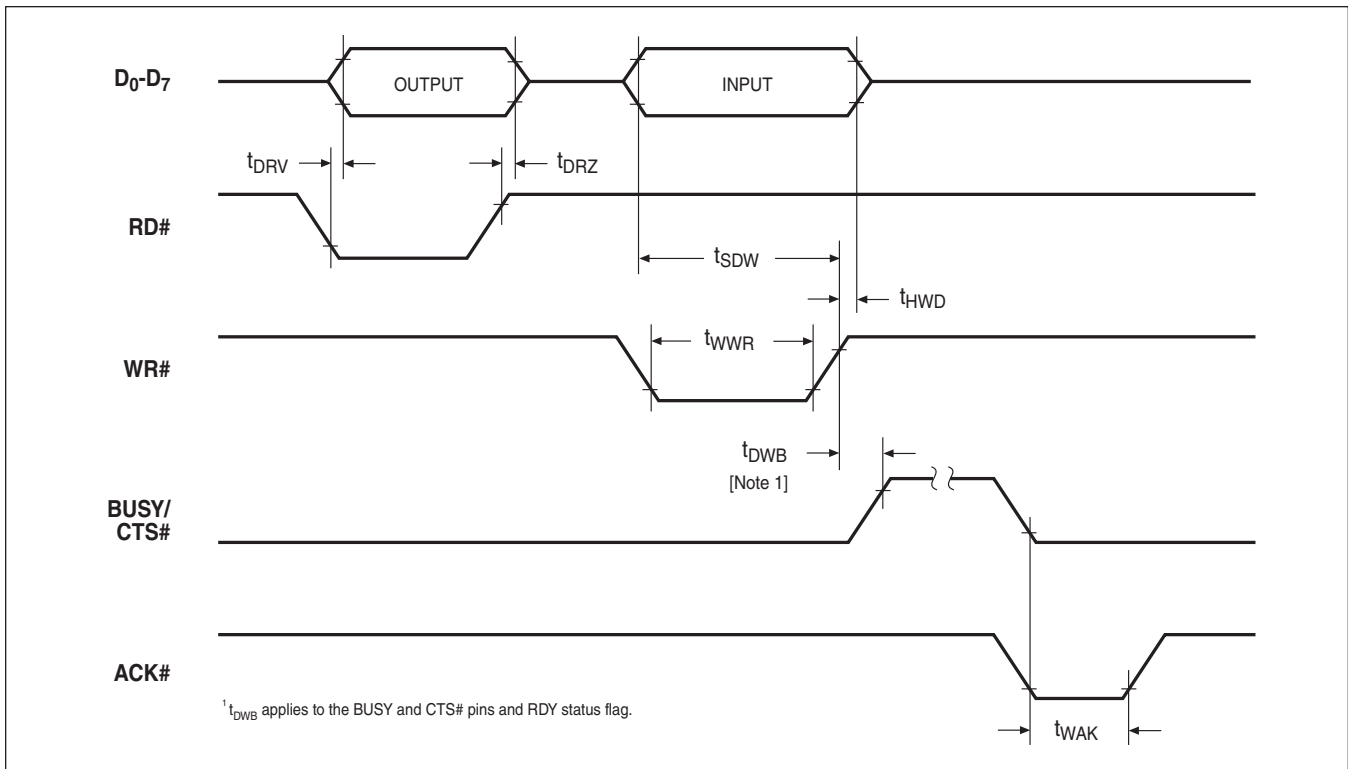 D0-D7
OUTPUT
INPUT
tDRV
tDRZ
RD#
tSDW
tHWD
WR#
tWWR
tDWB
[Note 1]
BUSY/
CTS#
ACK#
1 tDWB applies to the BUSY and CTS# pins and RDY status flag.
tWAK